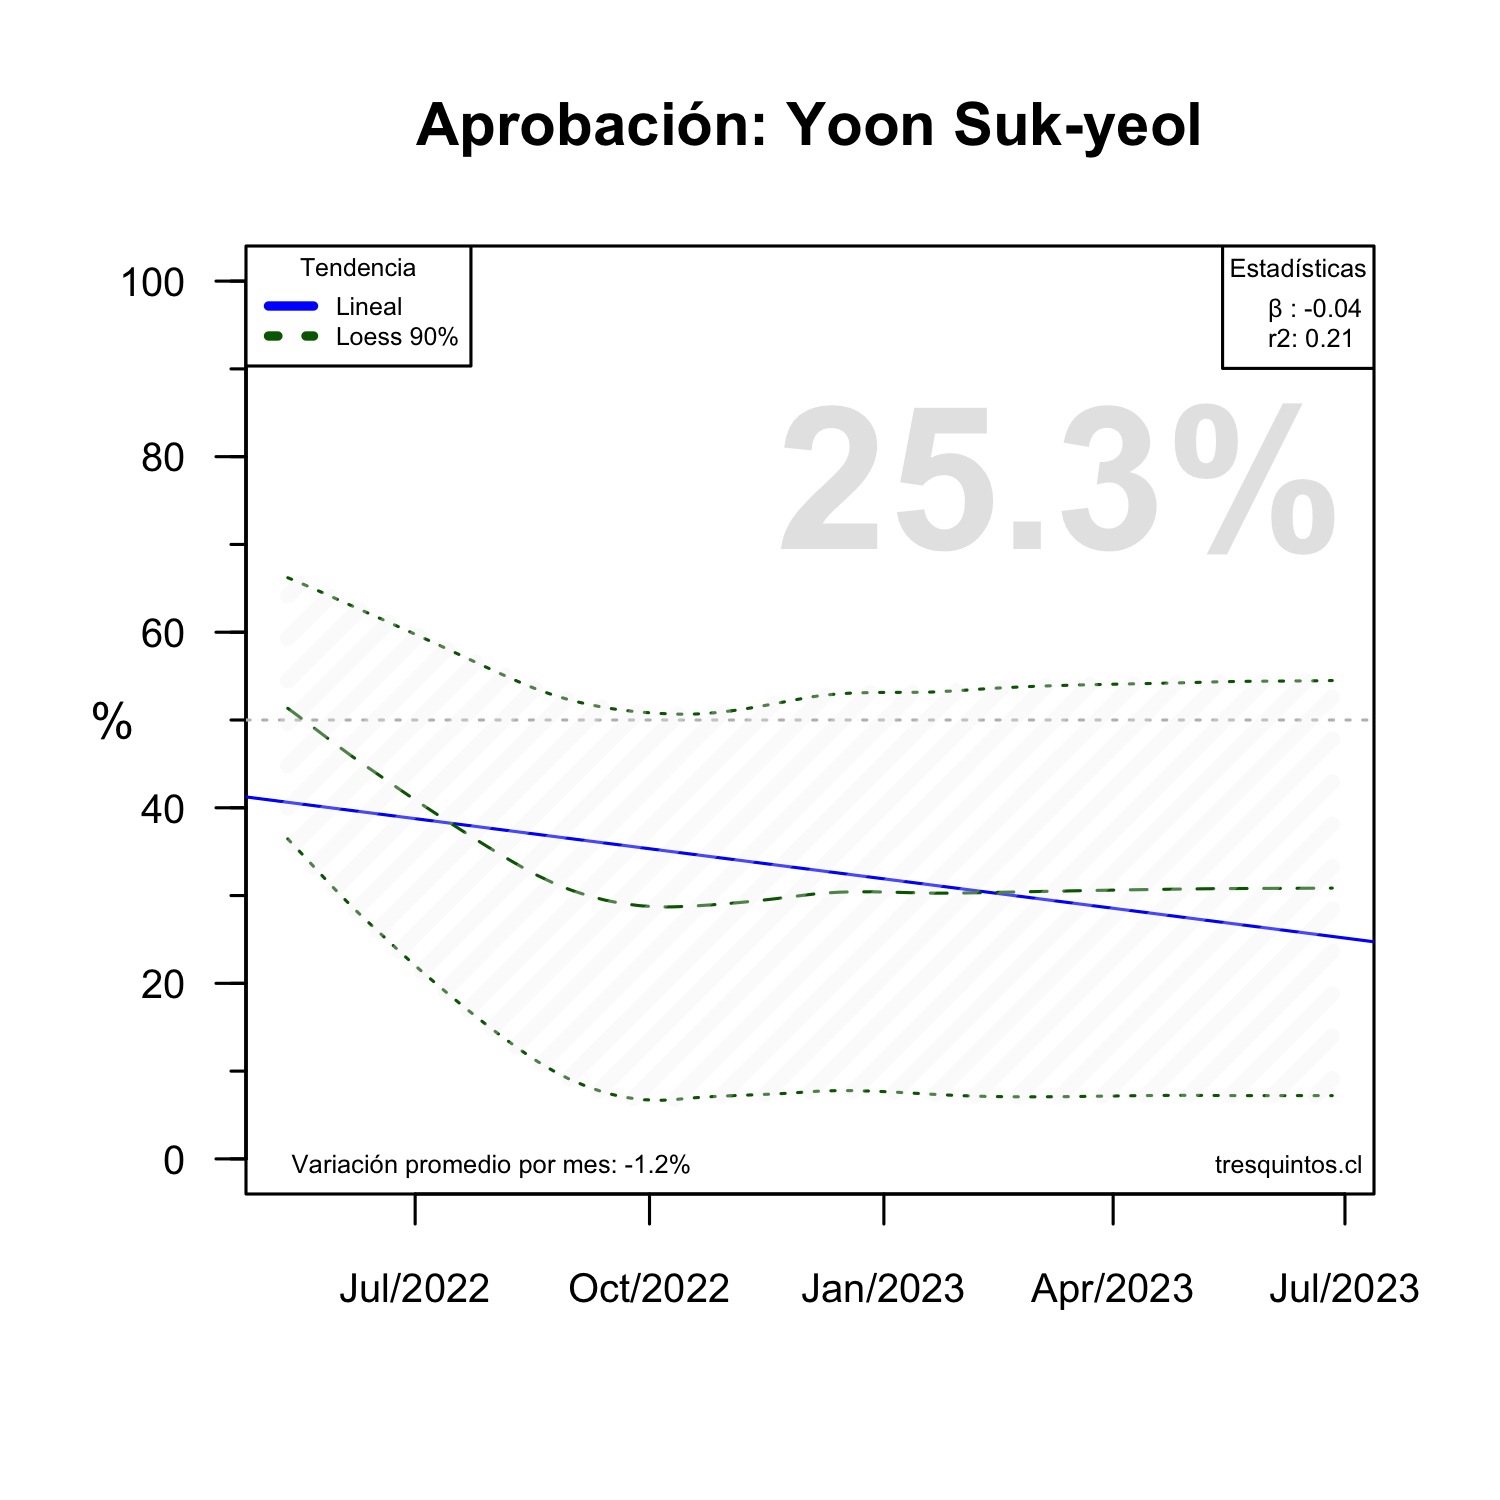 Aprobación: Yoon Suk-yeol
Tendencia
Lineal
Loess 90%
Estadísticas
β : -0.04
r2: 0.21
25.3%
100
80
60
40
20
0
%
Variación promedio por mes: -1.2%
tresquintos.cl
Jul/2022 Oct/2022 Jan/2023 Apr/2023 Jul/2023